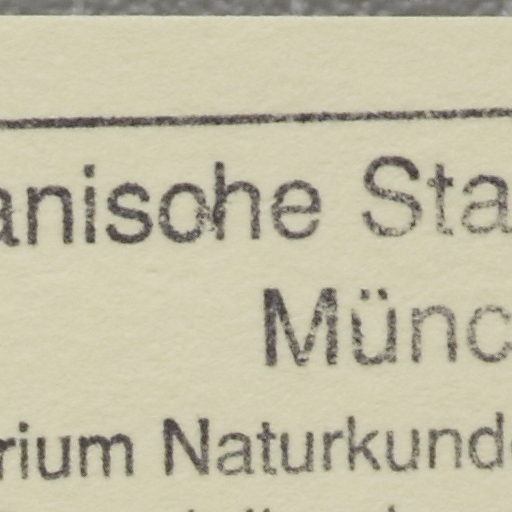 anische Sta
Münc
rium Naturkunde